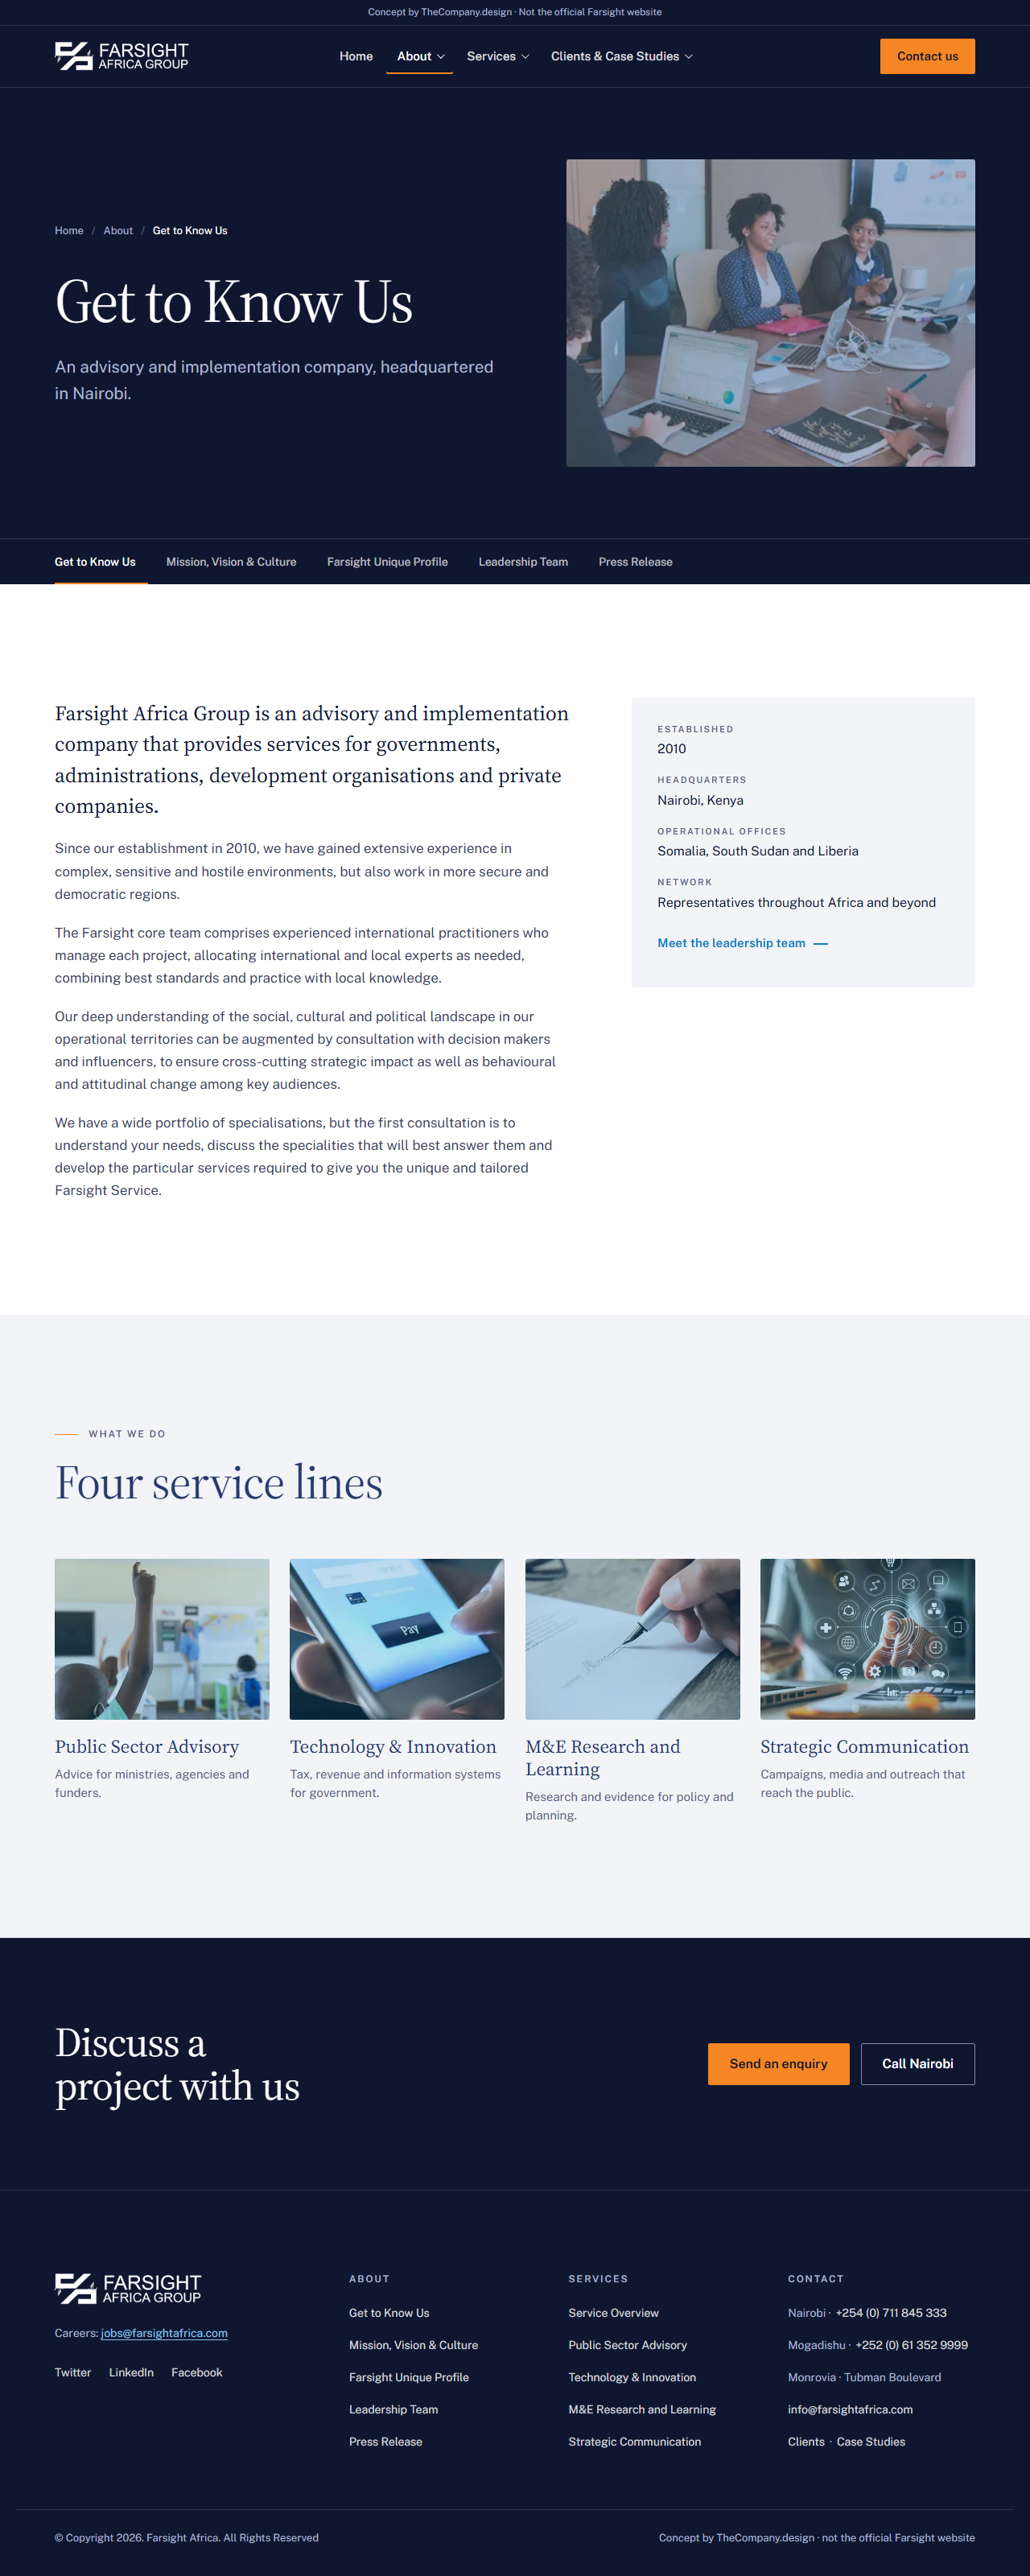 Concept by TheCompany.design · Not the official Farsight website
FARSIGHT
AFRICA GROUP
Home
About
Services
Clients & Case Studies
Contact us
Home / About / Get to Know Us
Get to Know Us
An advisory and implementation company, headquartered
in Nairobi.
Get to Know Us
Mission, Vision & Culture
Farsight Unique Profile
Leadership Team
Press Release
Farsight Africa Group is an advisory and implementation
company that provides services for governments,
administrations, development organisations and private
companies.
Since our establishment in 2010, we have gained extensive experience in
complex, sensitive and hostile environments, but also work in more secure and
democratic regions.
The Farsight core team comprises experienced international practitioners who
manage each project, allocating international and local experts as needed,
combining best standards and practice with local knowledge.
Our deep understanding of the social, cultural and political landscape in our
operational territories can be augmented by consultation with decision makers
and influencers, to ensure cross-cutting strategic impact as well as behavioural
and attitudinal change among key audiences.
We have a wide portfolio of specialisations, but the first consultation is to
understand your needs, discuss the specialities that will best answer them and
develop the particular services required to give you the unique and tailored
Farsight Service.
ESTABLISHED
2010
HEADQUARTERS
Nairobi, Kenya
OPERATIONAL OFFICES
Somalia, South Sudan and Liberia
NETWORK
Representatives throughout Africa and beyond
Meet the leadership team
WHAT WE DO
Four service lines
Pay
Public Sector Advisory
Advice for ministries, agencies and
funders.
Technology & Innovation
Tax, revenue and information systems
for government.
M&E Research and
Learning
Research and evidence for policy and
planning.
Strategic Communication
Campaigns, media and outreach that
reach the public.
Discuss a
project with us
Send an enquiry
Call Nairobi
FARSIGHT
AFRICA GROUP
Careers: jobs@farsightafrica.com
Twitter
LinkedIn
Facebook
ABOUT
Get to Know Us
Mission, Vision & Culture
Farsight Unique Profile
Leadership Team
Press Release
SERVICES
Service Overview
Public Sector Advisory
Technology & Innovation
M&E Research and Learning
Strategic Communication
CONTACT
Nairobi · +254 (0) 711 845 333
Mogadishu · +252 (0) 61 352 9999
Monrovia · Tubman Boulevard
info@farsightafrica.com
Clients · Case Studies
© Copyright 2026. Farsight Africa. All Rights Reserved
Concept by TheCompany.design · not the official Farsight website